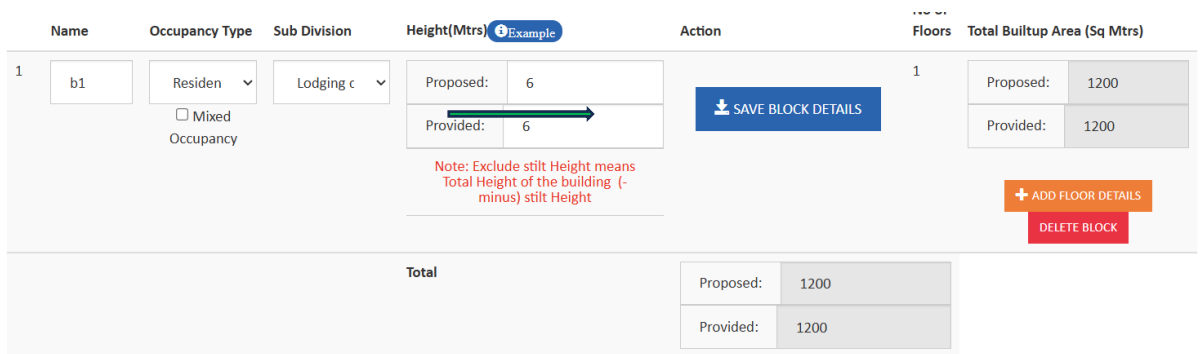 Name Occupancy Type Sub Division Height(Mtrs) Example Action Floors Total Builtup Area (Sq Mtrs)
1 b1 Residen Lodging c Proposed: 6 SAVE BLOCK DETAILS 1 Proposed: 1200
Mixed
Occupancy
Provided: 6 Provided: 1200
Note: Exclude stilt Height means
Total Height of the building (-
minus) stilt Height
ADD FLOOR DETAILS
DELETE BLOCK
Total Proposed: 1200
Provided: 1200